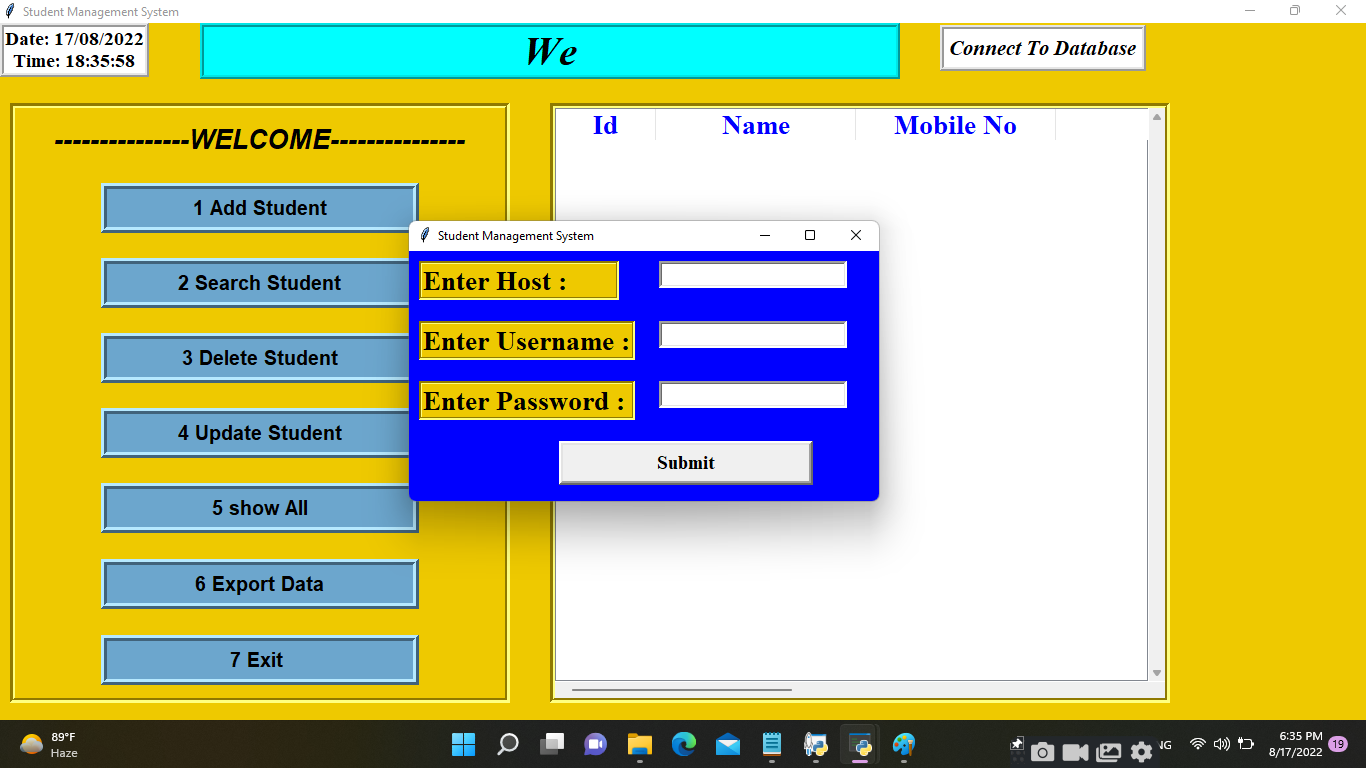 Student Management System
Date: 17/08/2022
Time: 18:35:58
We
Connect To Database
---------------WELCOME---------------
1 Add Student
2 Search Student
3 Delete Student
4 Update Student
5 show All
6 Export Data
7 Exit
Id Name Mobile No
Student Management System
Enter Host :
Enter Username :
Enter Password :
Submit
89°F
Haze
NG
6:35 PM
8/17/2022
19